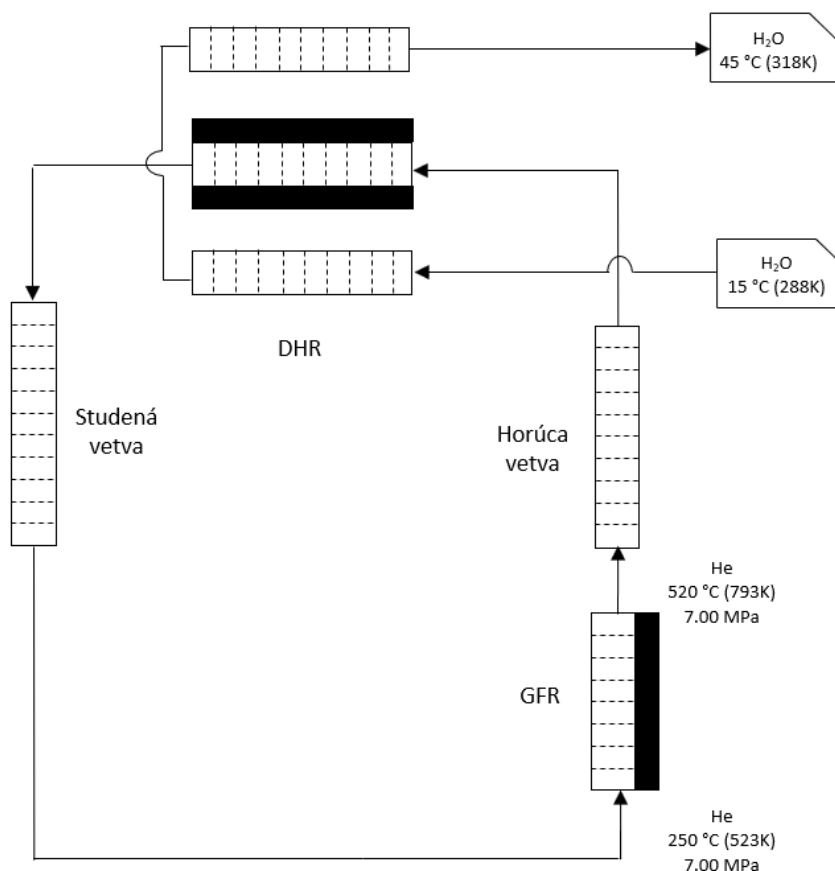 H₂O
45 °C (318K)
H₂O
15 °C (288K)
DHR
Studená
vetva
Horúca
vetva
He
520 °C (793K)
7.00 MPa
GFR
He
250 °C (523K)
7.00 MPa